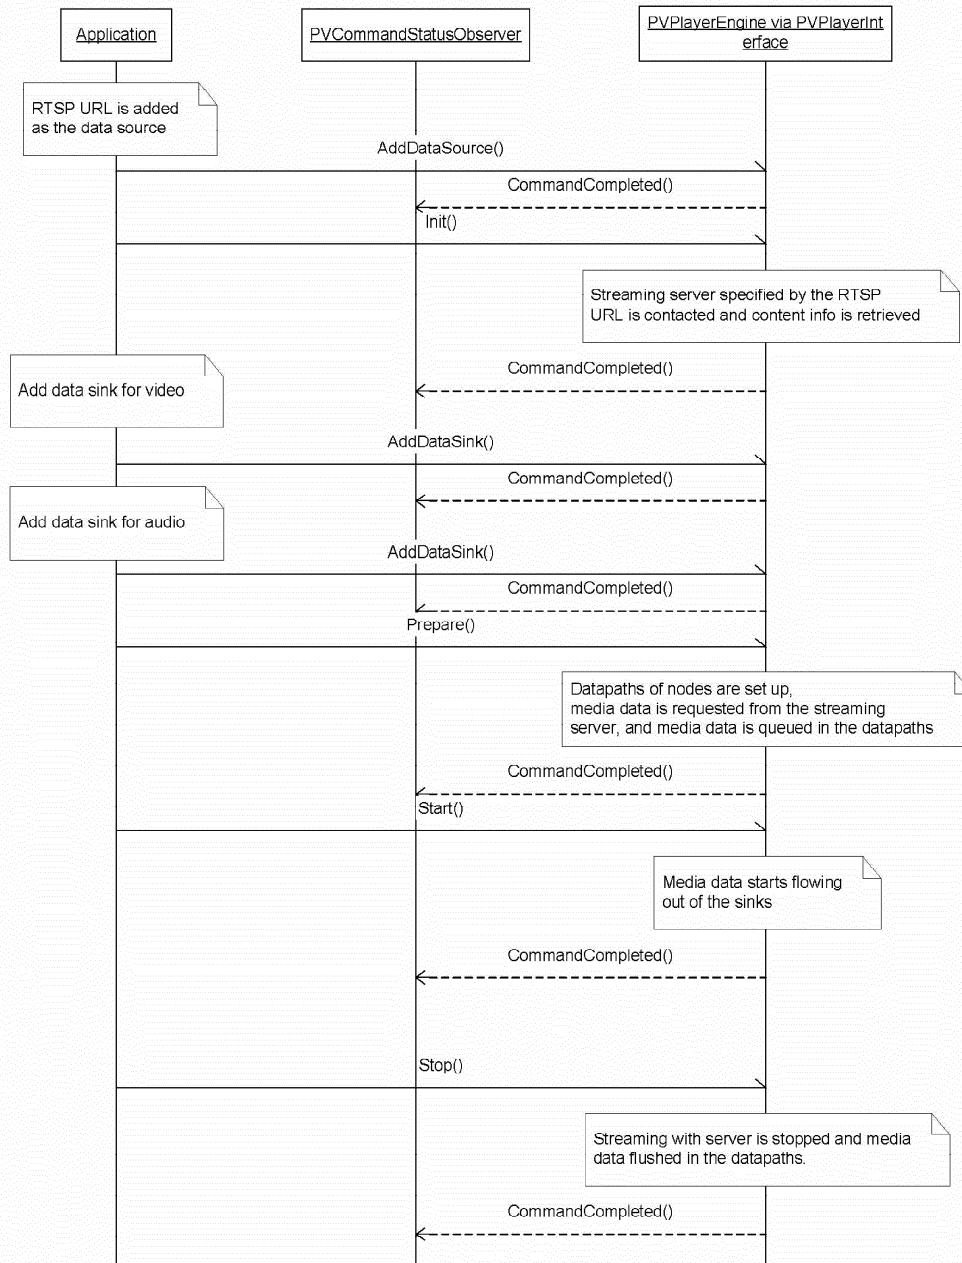 Application
PVCommandStatusObserver
PVPlayerEngine via PVPlayerInt
erface
RTSP URL is added
as the data source
AddDataSource()
CommandCompleted()
Init()
Streaming server specified by the RTSP
URL is contacted and content info is retrieved
CommandCompleted()
Add data sink for video
AddDataSink()
CommandCompleted()
Add data sink for audio
AddDataSink()
CommandCompleted()
Prepare()
Datapaths of nodes are set up,
media data is requested from the streaming
server, and media data is queued in the datapaths
CommandCompleted()
Start()
Media data starts flowing
out of the sinks
CommandCompleted()
Stop()
Streaming with server is stopped and media
data flushed in the datapaths.
CommandCompleted()